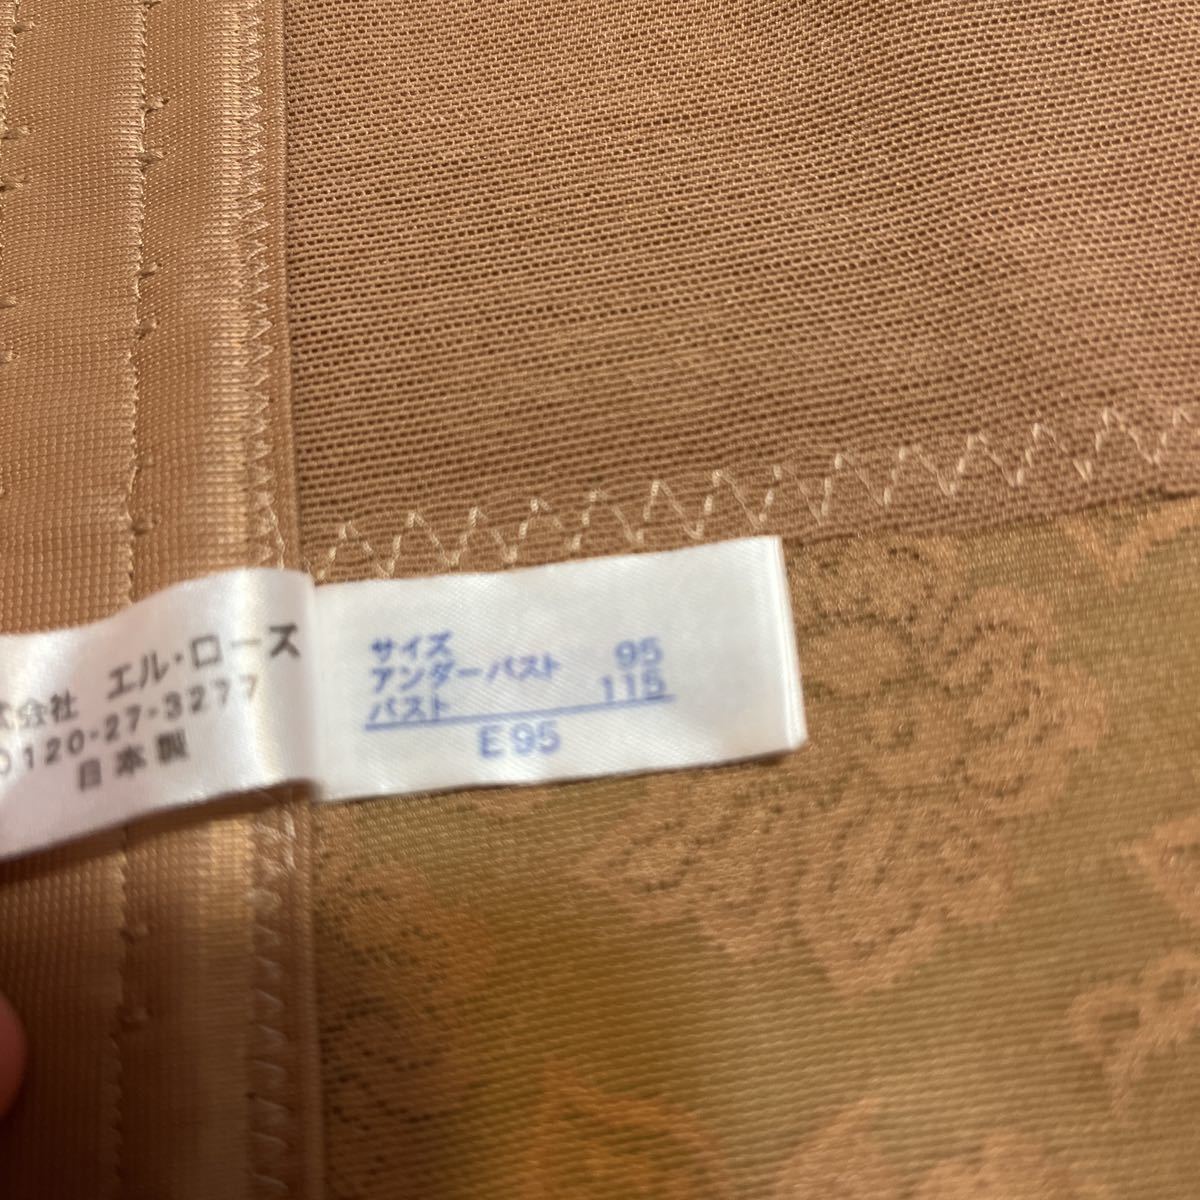 式会社 エル・ローズ
0120-27-3277
日本製
サイズ
アンダーバスト 95
バスト 115
E95